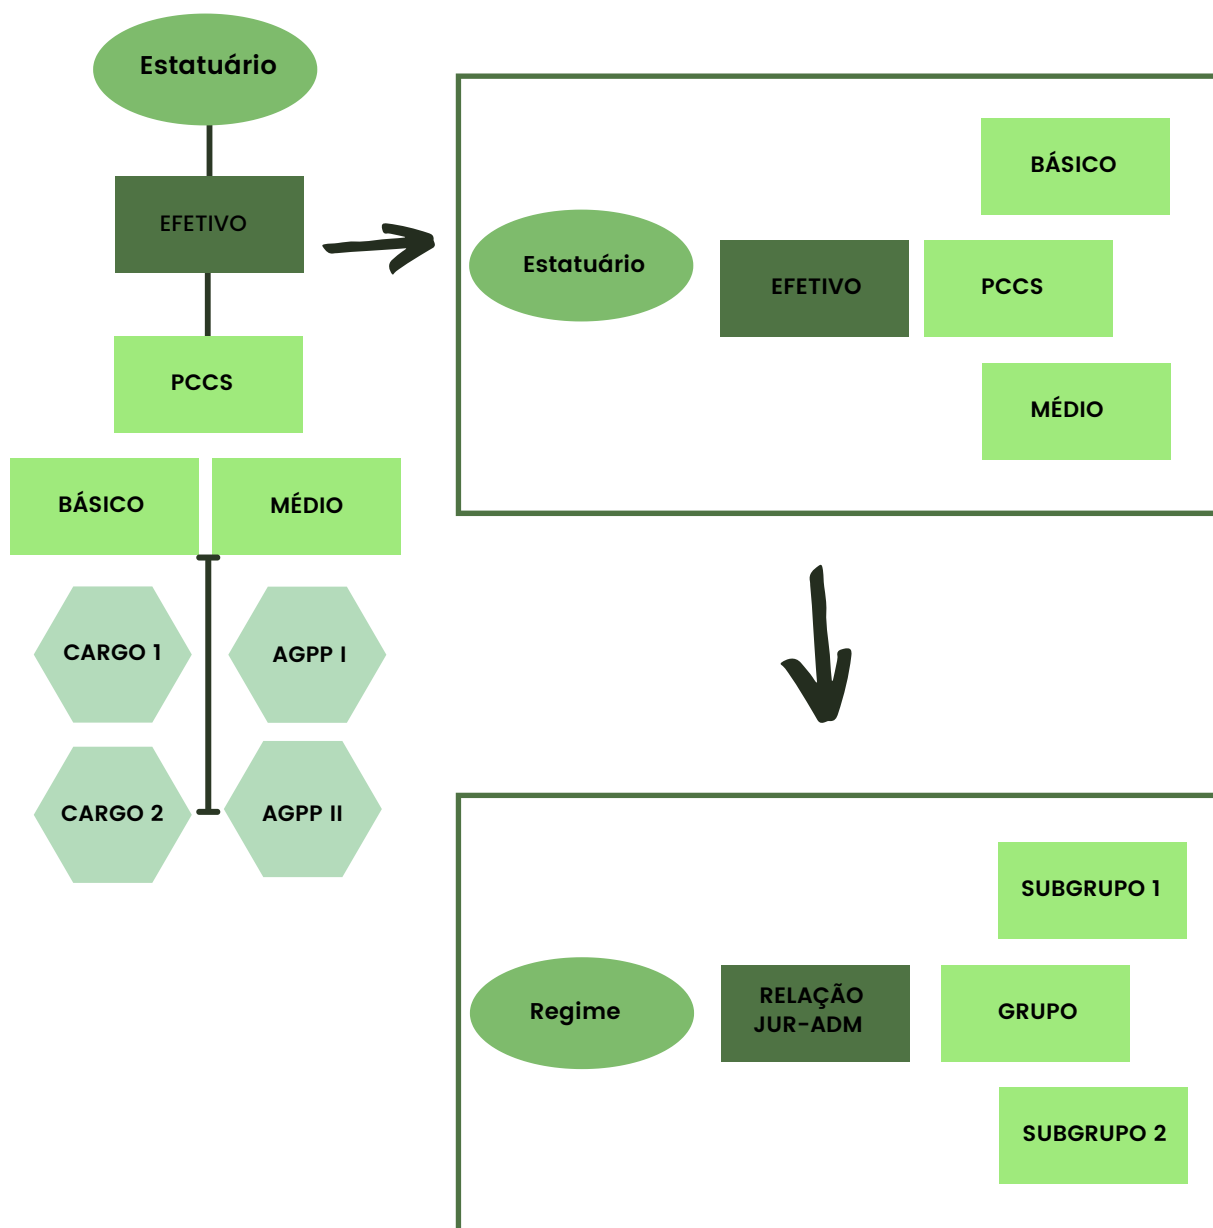 Estatuário
EFETIVO
PCCS
BÁSICO
MÉDIO
CARGO 1
AGPP I
CARGO 2
AGPP II
BÁSICO
Estatuário
EFETIVO
PCCS
MÉDIO
SUBGRUPO 1
Regime
RELAÇÃO
JUR-ADM
GRUPO
SUBGRUPO 2